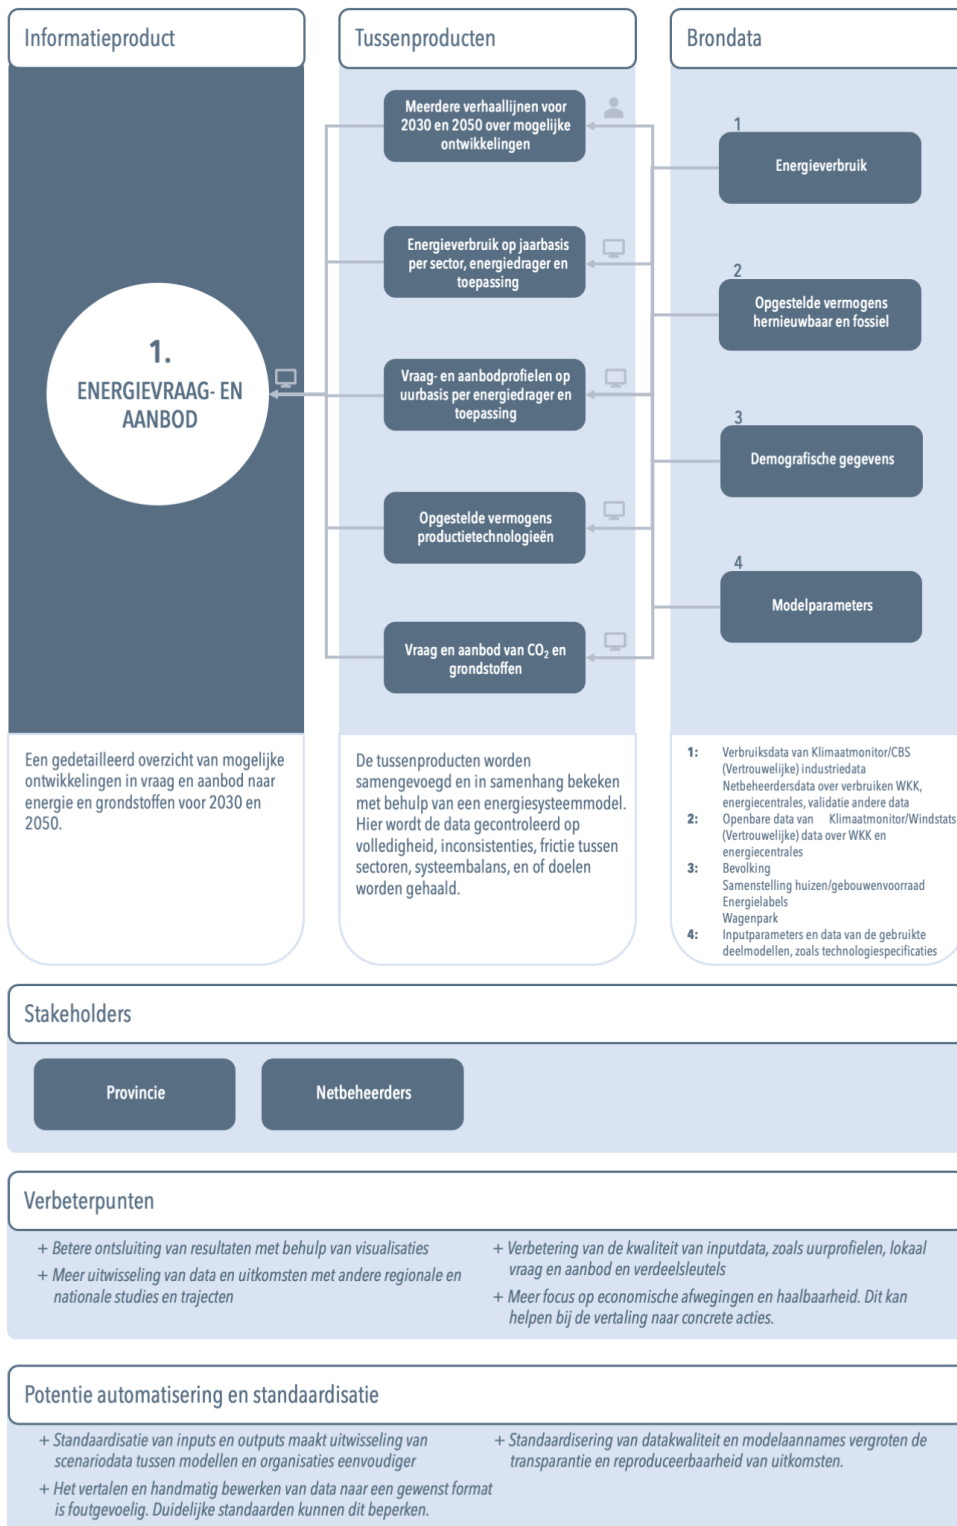 Informatieproduct
Tussenproducten
Brondata
1.
ENERGIEVRAAG- EN
AANBOD
Meerdere verhaallijnen voor
2030 en 2050 over mogelijke
ontwikkelingen
Energieverbruik op jaarbasis
per sector, energiedrager en
toepassing
Vraag- en aanbodprofielen op
uurbasis per energiedrager en
toepassing
Opgestelde vermogens
productietechnologieën
Vraag en aanbod van CO₂ en
grondstoffen
1
Energieverbruik
2
Opgestelde vermogens
hernieuwbaar en fossiel
3
Demografische gegevens
4
Modelparameters
Een gedetailleerd overzicht van mogelijke
ontwikkelingen in vraag en aanbod naar
energie en grondstoffen voor 2030 en
2050.
De tussenproducten worden
samengevoegd en in samenhang bekeken
met behulp van een energiesysteemmodel.
Hier wordt de data gecontroleerd op
volledigheid, inconsistenties, frictie tussen
sectoren, systeembalans, en of doelen
worden gehaald.
1: Verbruiksdata van Klimaatmonitor/CBS
(Vertrouwelijke) industriedata
Netbeheerdersdata over verbruiken WKK,
energiecentrales, validatie andere data
2: Openbare data van Klimaatmonitor/Windstats
(Vertrouwelijke) data over WKK en
energiecentrales
3: Bevolking
Samenstelling huizen/gebouwenvoorraad
Energielabels
Wagenpark
4: Inputparameters en data van de gebruikte
deelmodellen, zoals technologiespecificaties
Stakeholders
Provincie
Netbeheerders
Verbeterpunten
+ Betere ontsluiting van resultaten met behulp van visualisaties
+ Meer uitwisseling van data en uitkomsten met andere regionale en
nationale studies en trajecten
+ Verbetering van de kwaliteit van inputdata, zoals uurprofielen, lokaal
vraag en aanbod en verdeelsleutels
+ Meer focus op economische afwegingen en haalbaarheid. Dit kan
helpen bij de vertaling naar concrete acties.
Potentie automatisering en standaardisatie
+ Standaardisatie van inputs en outputs maakt uitwisseling van
scenariodata tussen modellen en organisaties eenvoudiger
+ Het vertalen en handmatig bewerken van data naar een gewenst format
is foutgevoelig. Duidelijke standaarden kunnen dit beperken.
+ Standaardisering van datakwaliteit en modelaannames vergroten de
transparantie en reproduceerbaarheid van uitkomsten.